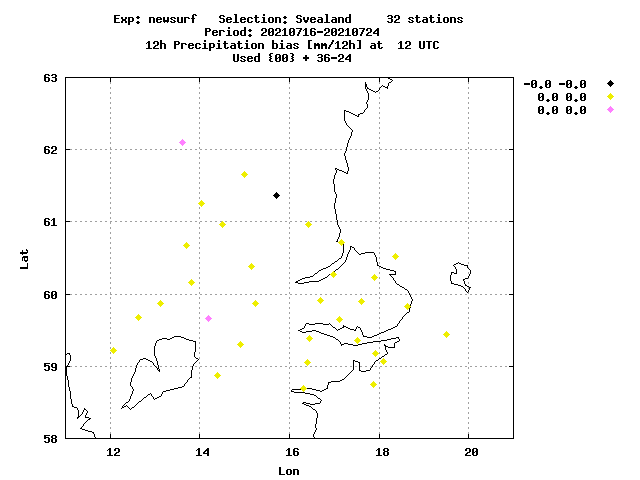 Exp: newsurf   Selection: Svealand     32 stations
Period: 20210716-20210724
12h Precipitation bias [mm/12h] at  12 UTC
Used {00} + 36-24
-0.0 -0.0
0.0 0.0
0.0 0.0
63
62
61
60
59
58
Lat
12
14
16
18
20
Lon